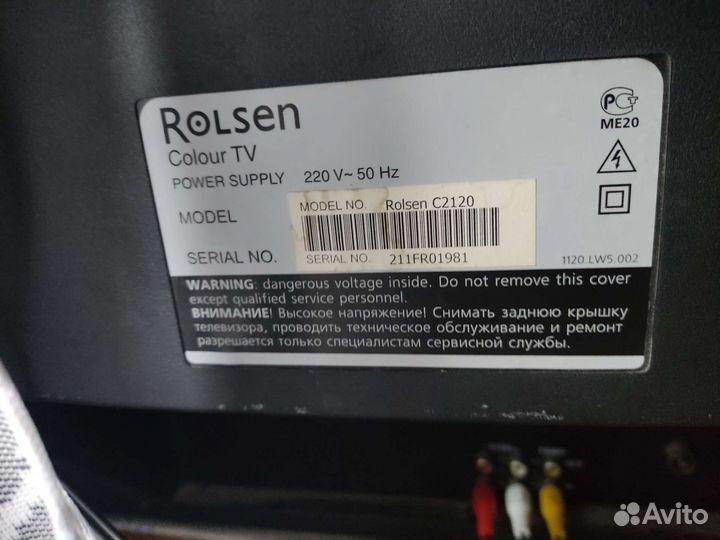 ROLSEN
Colour TV
POWER SUPPLY 220 V~ 50 Hz
MODEL
MODEL NO. Rolsen C2120
SERIAL NO.
SERIAL NO. 211FR01981
РСТ
ME20
1120.LW5.002
WARNING: dangerous voltage inside. Do not remove this cover
except qualified service personnel.
ВНИМАНИЕ! Высокое напряжение! Снимать заднюю крышку
телевизора, проводить техническое обслуживание и ремонт
разрешается только специалистам сервисной службы.
Avito